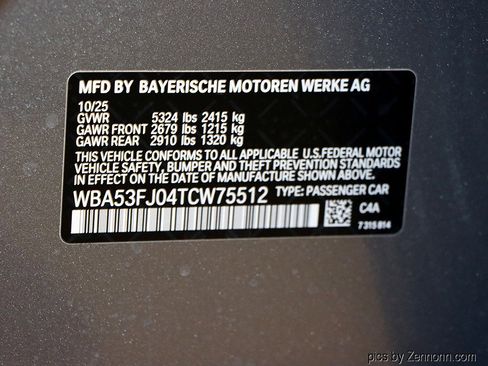 MFD BY BAYERISCHE MOTOREN WERKE AG
10/25
GVWR 5324 lbs 2415 kg
GAWR FRONT 2679 lbs 1215 kg
GAWR REAR 2910 lbs 1320 kg
THIS VEHICLE CONFORMS TO ALL APPLICABLE U.S.FEDERAL MOTOR
VEHICLE SAFETY, BUMPER AND THEFT PREVENTION STANDARDS
IN EFFECT ON THE DATE OF MANUFACTURE SHOWN ABOVE.
WBA53FJ04TCW75512 TYPE: PASSENGER CAR
C4A
7315814
pics by Zennonn.com